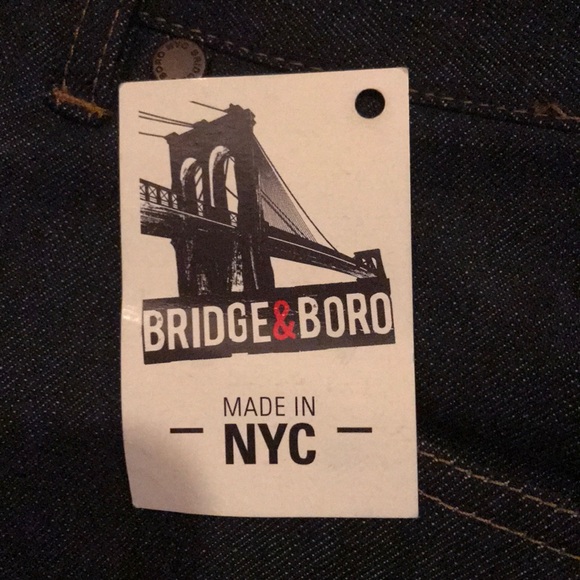 BRIDGE&BORO
MADE IN
— NYC —